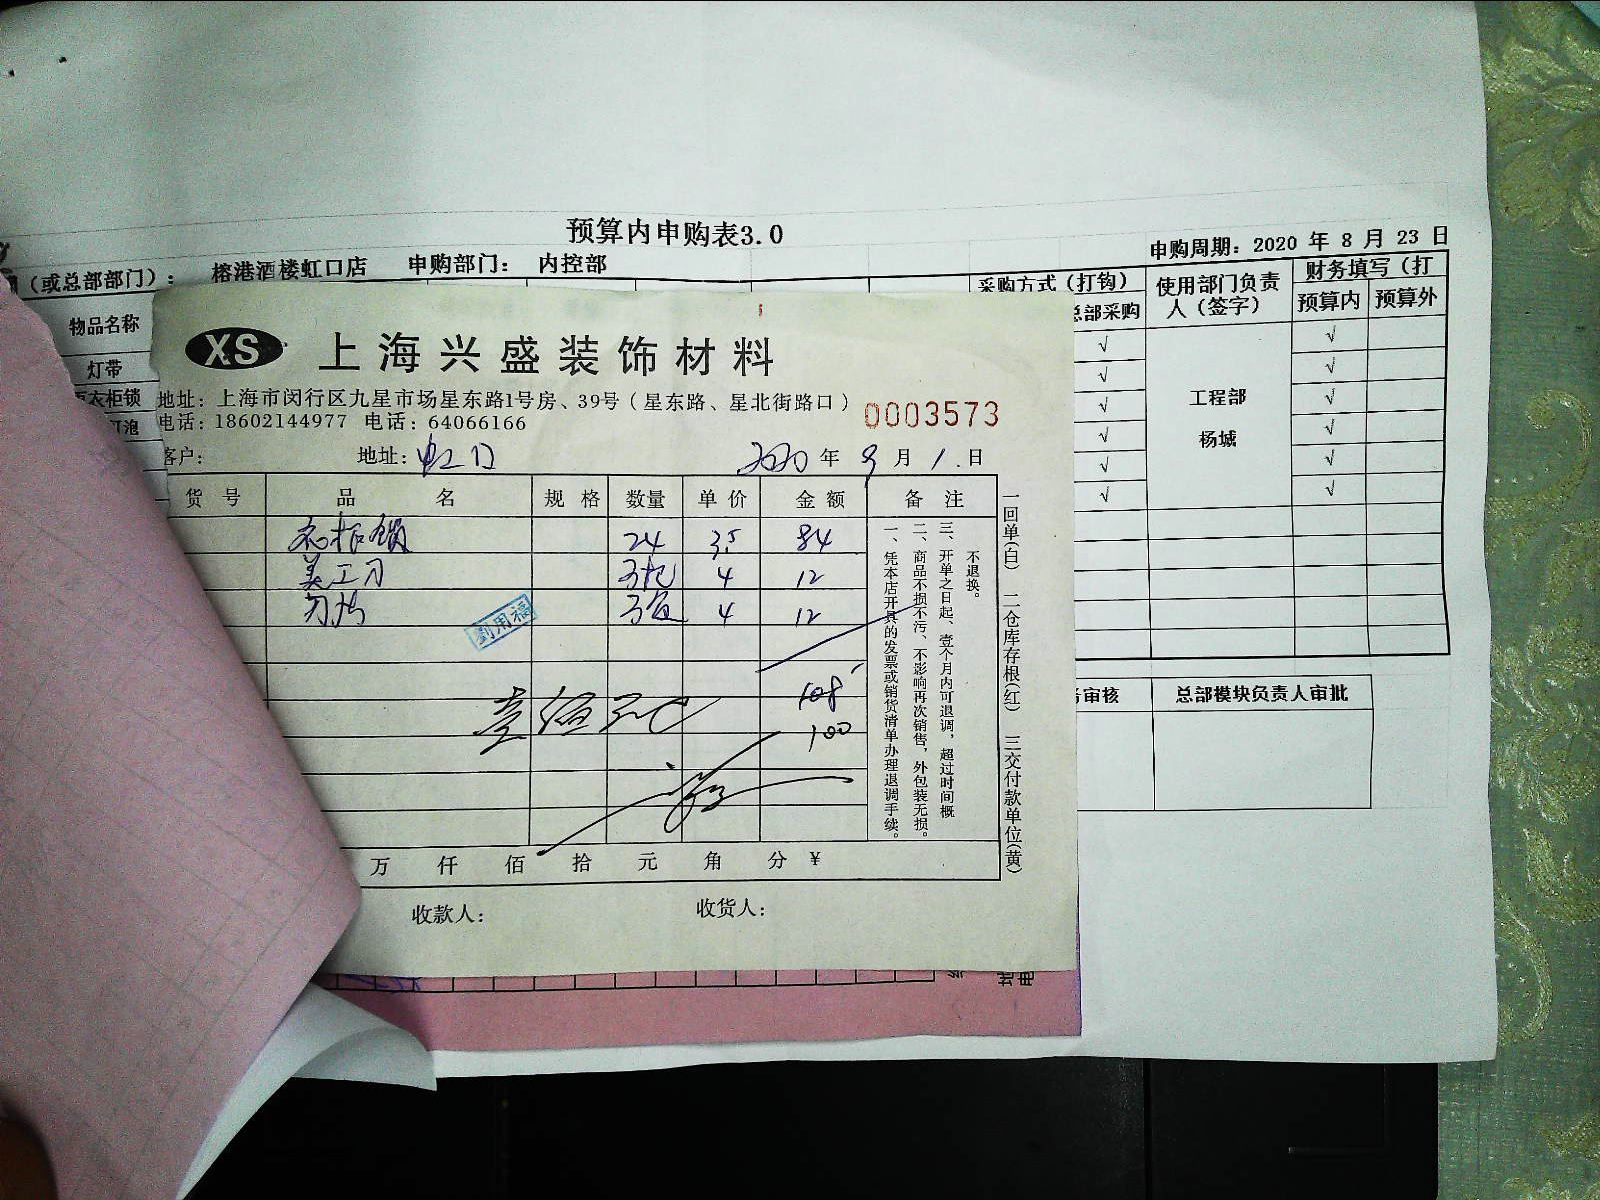 预算内申购表3.0
申购周期：2020 年 8 月 23 日
（或总部部门）： 榕港酒楼虹口店 申购部门： 内控部
采购方式（打钩） 使用部门负责人（签字） 财务填写（打
总部采购 预算内 预算外
物品名称
灯带
更衣柜锁
灯泡
√ √
√ √
√ √
√ √
√ √
√ √
工程部
杨城
务审核 总部模块负责人审批
XS 上海兴盛装饰材料
地址：上海市闵行区九星市场星东路1号房、39号（星东路、星北街路口）
0003573
电话：18602144977 电话：64066166
客户： 地址：虹口 2020 年 9 月 1 日
货号 品名 规格 数量 单价 金额 备注
24 3.5 84
美工刀 3把 4 12
刀片 3包 4 12
劉用福
108
壹佰元
100
一、凭本店开具的发票或销货清单办理退调手续。
二、商品不损不污、不影响再次销售，外包装无损。
三、开单之日起、壹个月内可退调，超过时间概
不退换。
一回单(白) 二仓库存根(红) 三交付款单位(黄)
万 仟 佰 拾 元 角 分 ¥
收款人： 收货人：